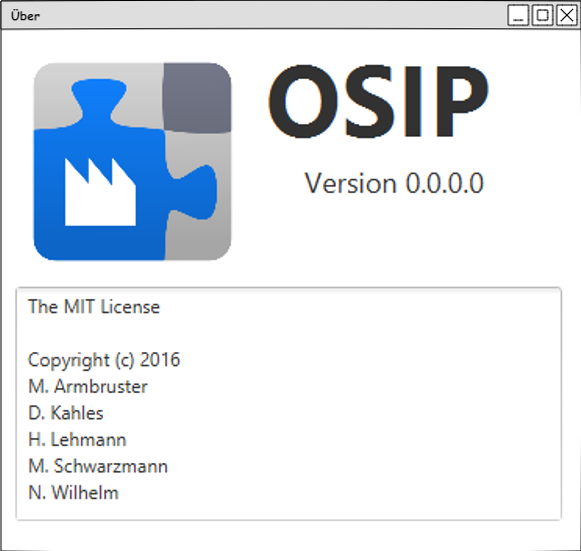 Über
OSIP
Version 0.0.0.0
The MIT License
Copyright (c) 2016
M. Armbruster
D. Kahles
H. Lehmann
M. Schwarzmann
N. Wilhelm